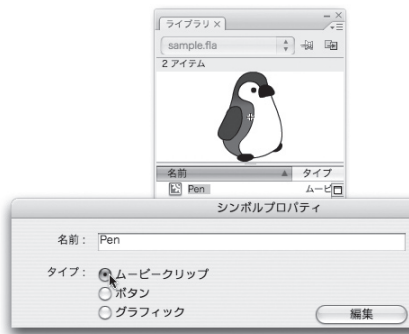 ライブラリ ×
sample.fla
2 アイテム
名前 タイプ
Pen ムービ
シンボルプロパティ
名前： Pen
タイプ： ムービークリップ
ボタン
グラフィック
編集